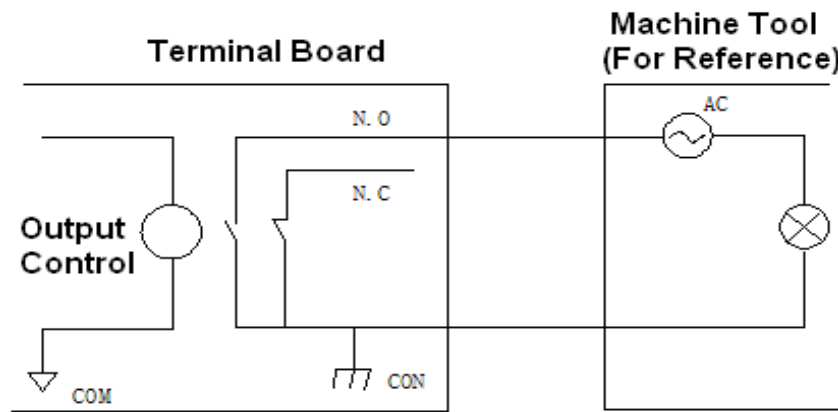 Machine Tool
(For Reference)
Terminal Board
AC
N.O
N.C
Output
Control
COM
CON